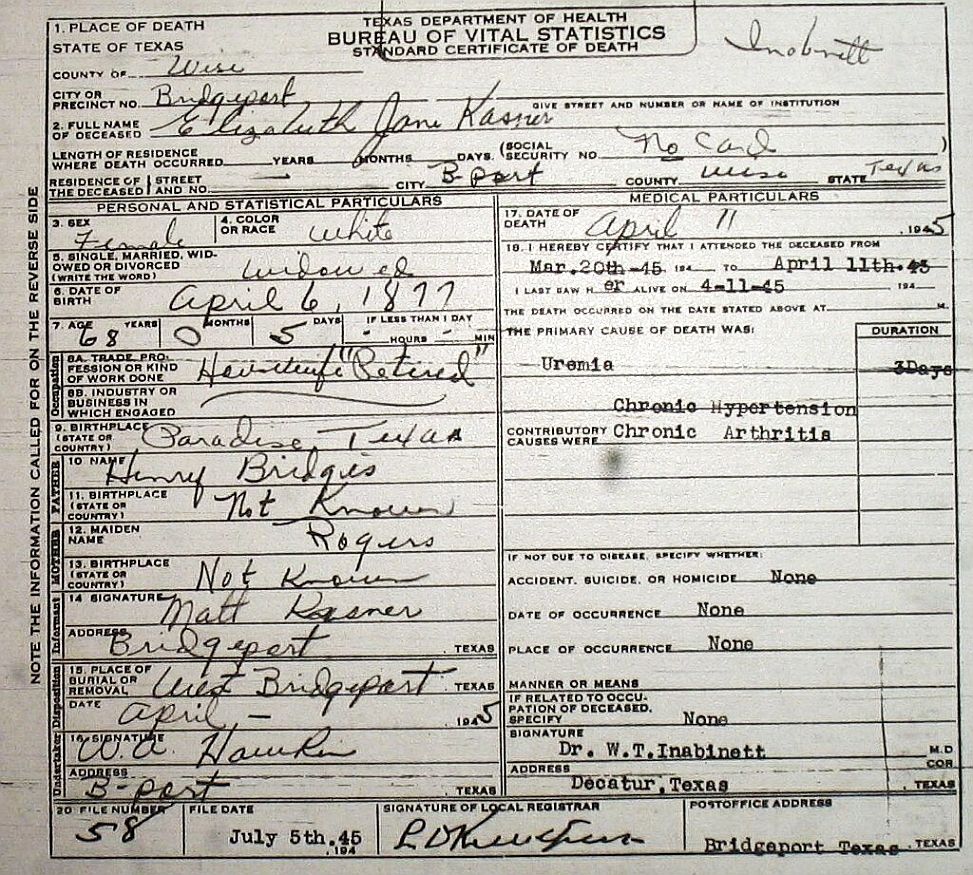 TEXAS DEPARTMENT OF HEALTH
BUREAU OF VITAL STATISTICS
STANDARD CERTIFICATE OF DEATH
1. PLACE OF DEATH
STATE OF TEXAS
COUNTY OF Wise
CITY OR PRECINCT NO. Bridgeport
GIVE STREET AND NUMBER OR NAME OF INSTITUTION
2. FULL NAME OF DECEASED Elizabeth Jane Kasner
LENGTH OF RESIDENCE WHERE DEATH OCCURRED YEARS MONTHS DAYS. (SOCIAL SECURITY NO. No Card )
RESIDENCE OF THE DECEASED STREET AND NO. CITY B-port COUNTY Wise STATE Texas
PERSONAL AND STATISTICAL PARTICULARS
3. SEX Female
4. COLOR OR RACE White
5. SINGLE, MARRIED, WIDOWED OR DIVORCED (WRITE THE WORD) Widowed
6. DATE OF BIRTH April 6, 1877
7. AGE 68 YEARS 0 MONTHS 5 DAYS IF LESS THAN 1 DAY - HOURS - MIN
Occupation
8A. TRADE, PROFESSION OR KIND OF WORK DONE Housewife "Retired"
8B. INDUSTRY OR BUSINESS IN WHICH ENGAGED
9. BIRTHPLACE (STATE OR COUNTRY) Paradise, Texas
FATHER
10 NAME Henry Bridges
11. BIRTHPLACE (STATE OR COUNTRY) Not Known
MOTHER
12. MAIDEN NAME Rogers
13. BIRTHPLACE (STATE OR COUNTRY) Not Known
Informant
14 SIGNATURE Matt Kasner
ADDRESS Bridgeport TEXAS
Disposition
15. PLACE OF BURIAL OR REMOVAL West Bridgeport TEXAS
DATE April - 1945
Undertaker
16. SIGNATURE W.A.
ADDRESS B-port TEXAS
MEDICAL PARTICULARS
17. DATE OF DEATH April 11 .1945
18. I HEREBY CERTIFY THAT I ATTENDED THE DECEASED FROM
Mar. 20th-45 194 TO April 11th.45
I LAST SAW H er ALIVE ON 4-11-45 194
THE DEATH OCCURRED ON THE DATE STATED ABOVE AT M.
THE PRIMARY CAUSE OF DEATH WAS: DURATION
Uremia 3Days
Chronic Hypertension
CONTRIBUTORY CAUSES WERE Chronic Arthritis
IF NOT DUE TO DISEASE, SPECIFY WHETHER:
ACCIDENT, SUICIDE, OR HOMICIDE None
DATE OF OCCURRENCE None
PLACE OF OCCURRENCE None
MANNER OR MEANS
IF RELATED TO OCCUPATION OF DECEASED, SPECIFY None
SIGNATURE
Dr. W.T.Inabinett M.D
COR.
ADDRESS
Decatur,Texas TEXAS
20 FILE NUMBER 58
FILE DATE July 5th.45 .194
SIGNATURE OF LOCAL REGISTRAR
POSTOFFICE ADDRESS
Bridgeport Texas TEXAS
NOTE THE INFORMATION CALLED FOR ON THE REVERSE SIDE